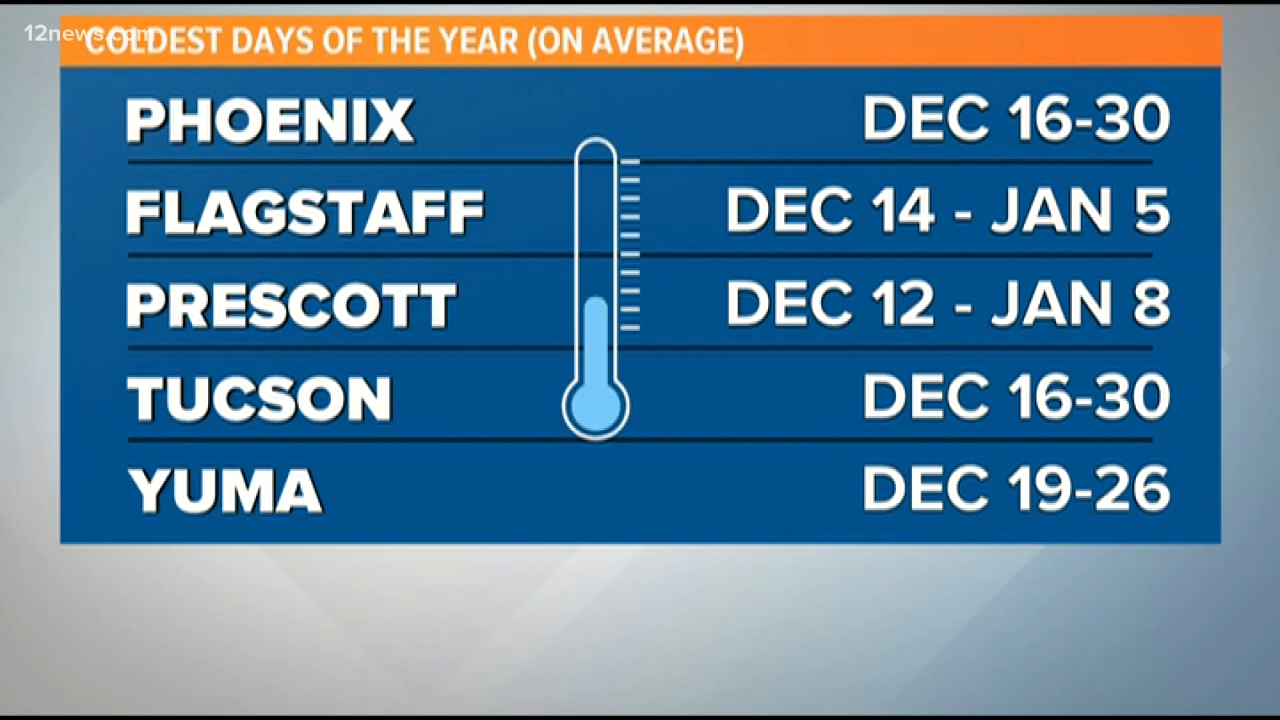 12news.com
COLDEST DAYS OF THE YEAR (ON AVERAGE)
PHOENIX DEC 16-30
FLAGSTAFF DEC 14 - JAN 5
PRESCOTT DEC 12 - JAN 8
TUCSON DEC 16-30
YUMA DEC 19-26